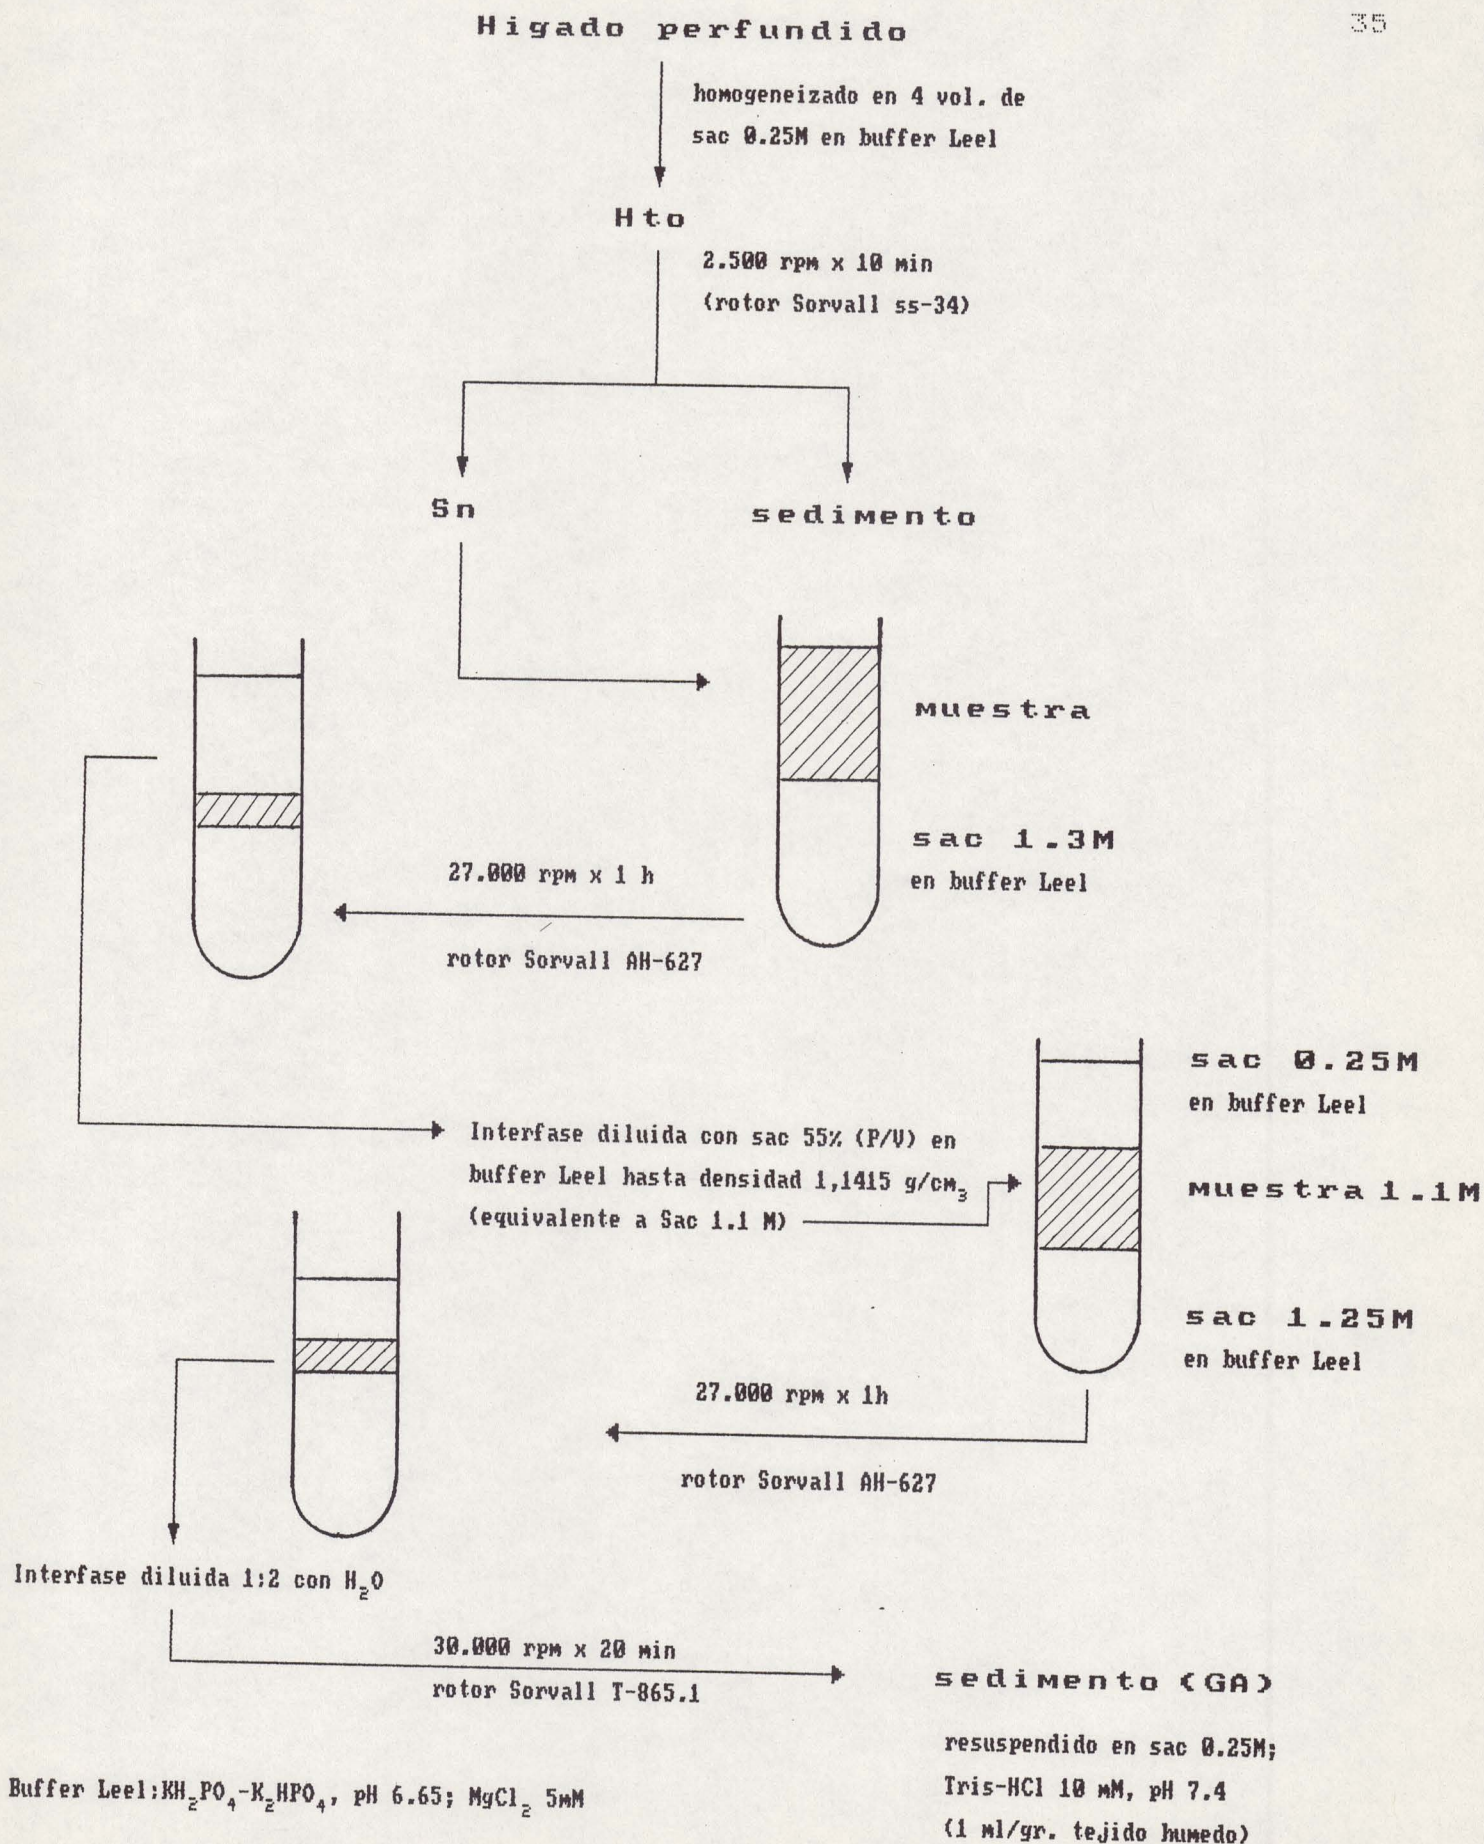 35
Higado perfundido
homogeneizado en 4 vol. de
sac 0.25M en buffer Leel
Hto
2.500 rpm x 10 min
(rotor Sorvall ss-34)
Sn
sedimento
muestra
sac 1.3M
en buffer Leel
27.000 rpm x 1 h
rotor Sorvall AH-627
sac 0.25M
en buffer Leel
Interfase diluida con sac 55% (P/V) en
buffer Leel hasta densidad 1,1415 g/cm₃
(equivalente a Sac 1.1 M)
muestra 1.1M
sac 1.25M
en buffer Leel
27.000 rpm x 1h
rotor Sorvall AH-627
Interfase diluida 1:2 con H₂O
30.000 rpm x 20 min
rotor Sorvall T-865.1
sedimento (GA)
resuspendido en sac 0.25M;
Tris-HCl 10 mM, pH 7.4
(1 ml/gr. tejido humedo)
Buffer Leel:KH₂PO₄-K₂HPO₄, pH 6.65; MgCl₂ 5mM